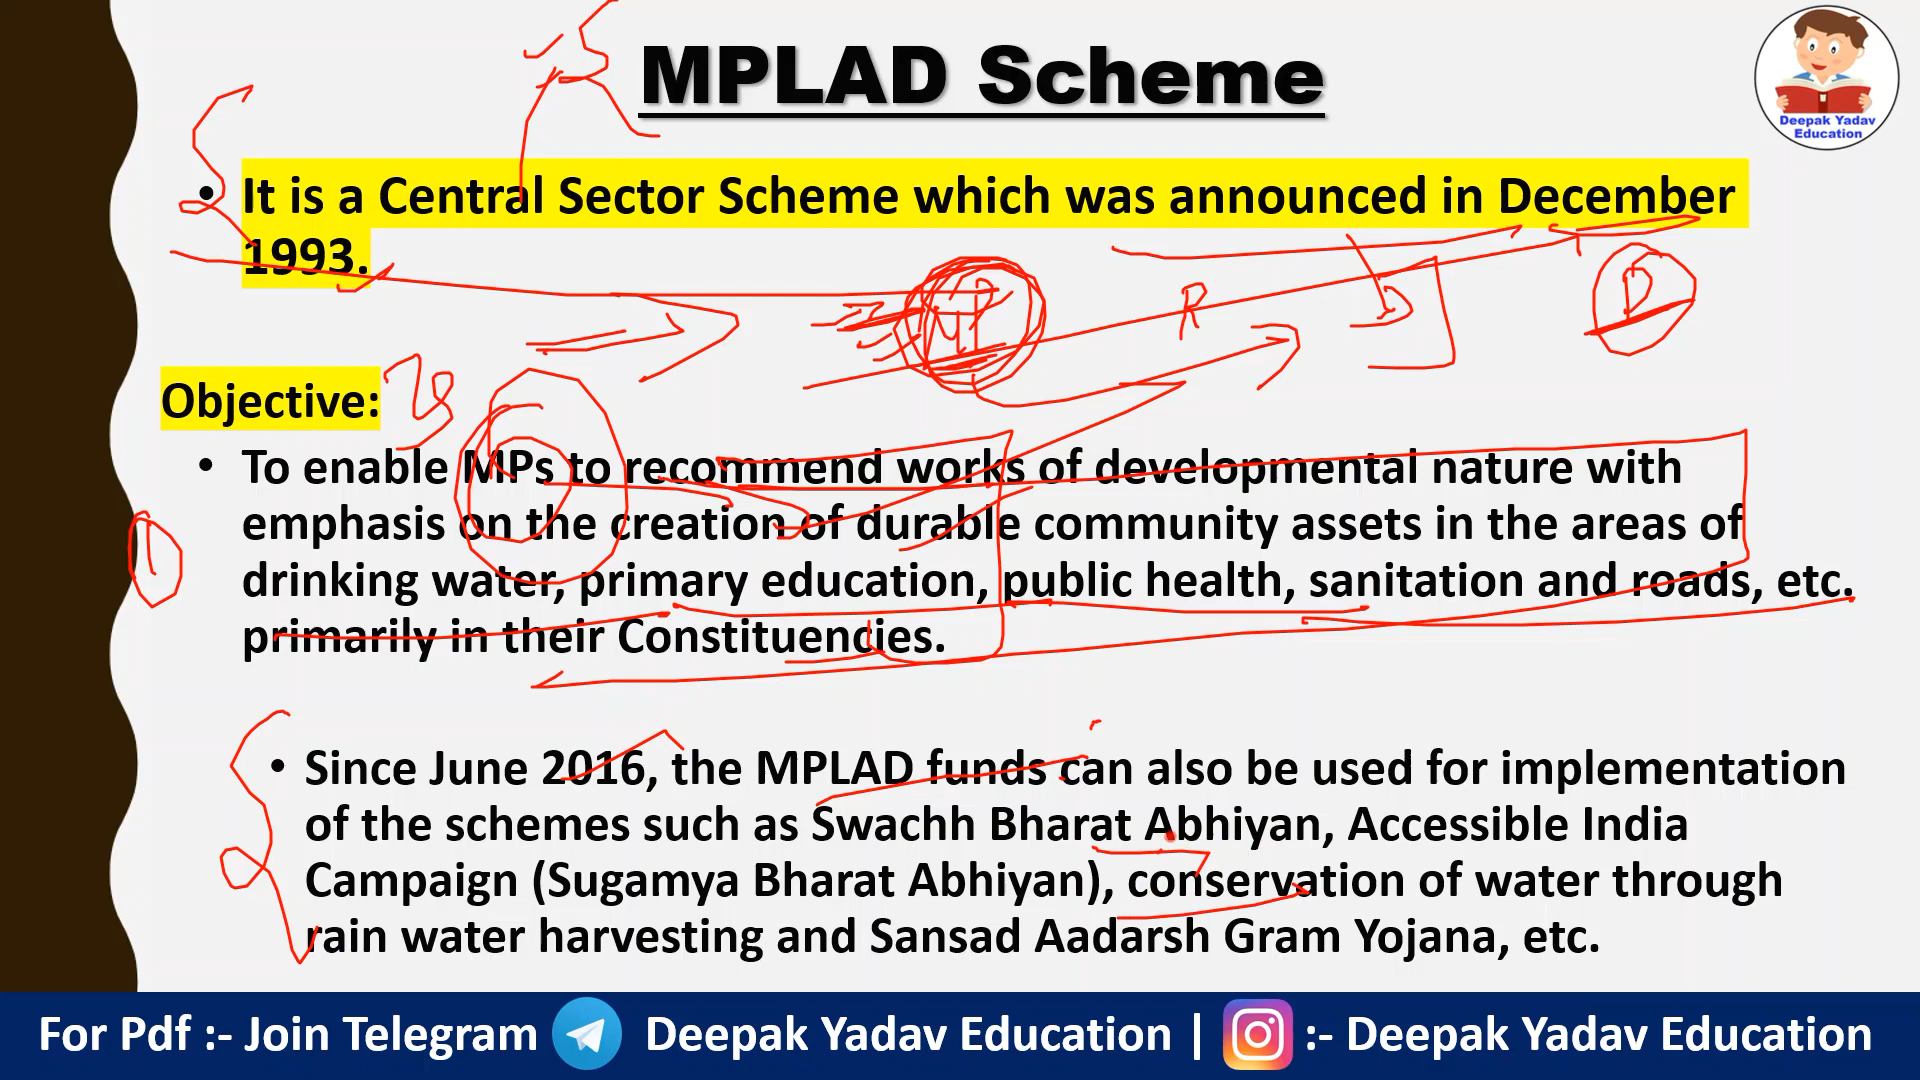 MPLAD Scheme
Deepak Yadav
Education
• It is a Central Sector Scheme which was announced in December
1993.
MP
R
D
D
Objective:
• To enable MPs to recommend works of developmental nature with
emphasis on the creation of durable community assets in the areas of
drinking water, primary education, public health, sanitation and roads, etc.
primarily in their Constituencies.
• Since June 2016, the MPLAD funds can also be used for implementation
of the schemes such as Swachh Bharat Abhiyan, Accessible India
Campaign (Sugamya Bharat Abhiyan), conservation of water through
rain water harvesting and Sansad Aadarsh Gram Yojana, etc.
For Pdf :- Join Telegram Deepak Yadav Education | :- Deepak Yadav Education